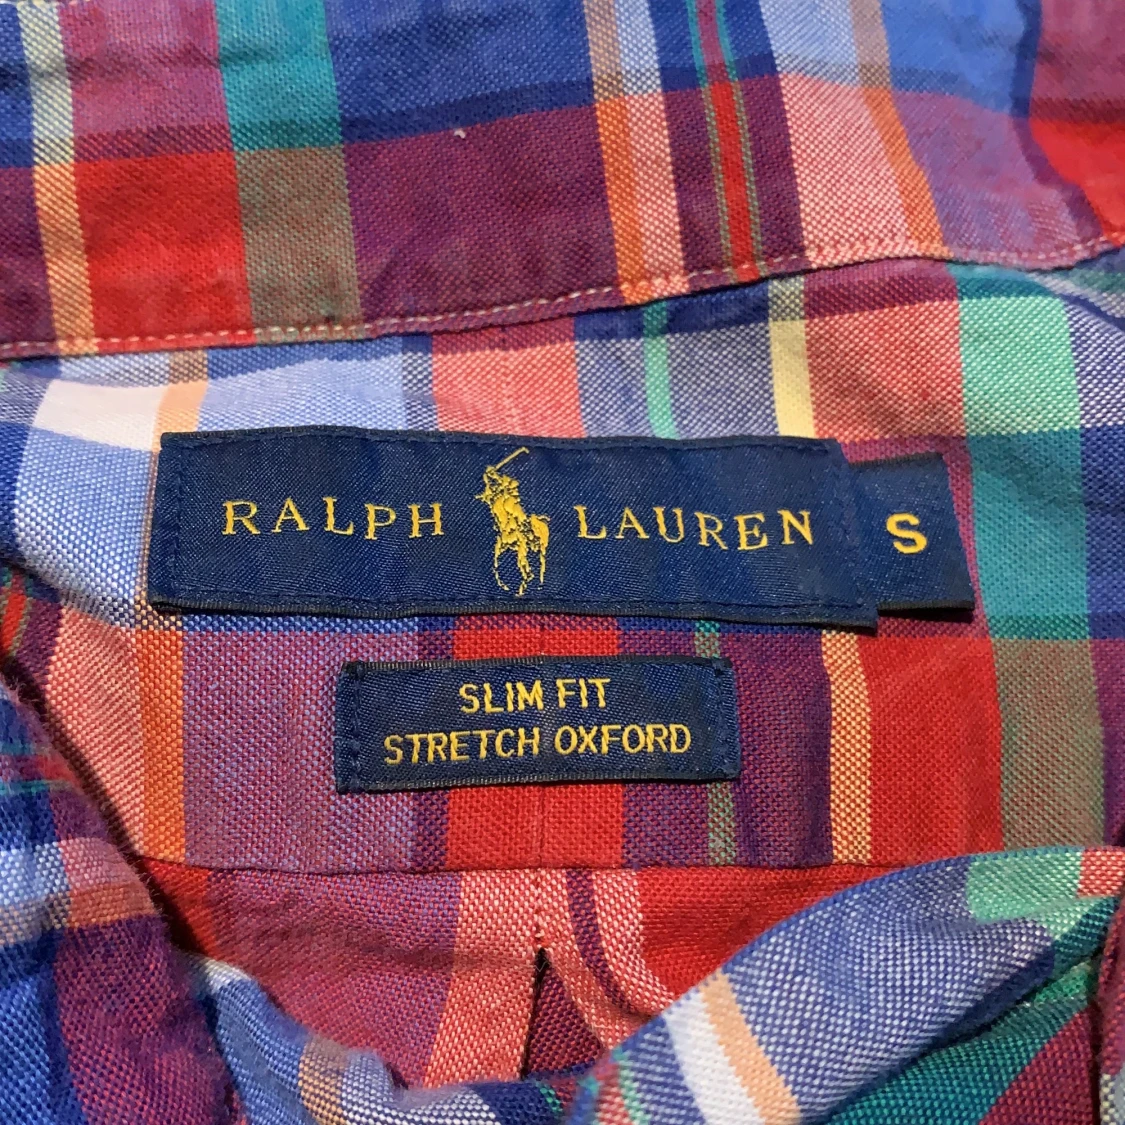 RALPH LAUREN S
SLIM FIT
STRETCH OXFORD